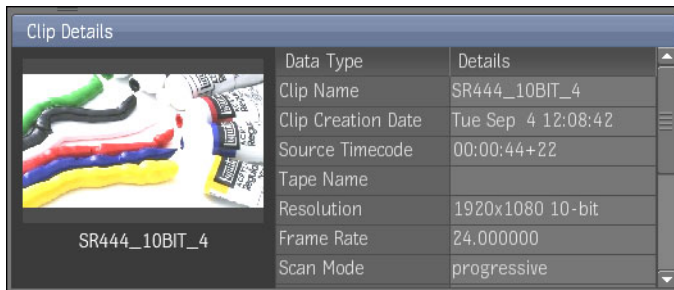 Clip Details
Data Type Details
Clip Name SR444_10BIT_4
Clip Creation Date Tue Sep 4 12:08:42
Source Timecode 00:00:44+22
Tape Name
Resolution 1920x1080 10-bit
Frame Rate 24.000000
Scan Mode progressive
SR444_10BIT_4